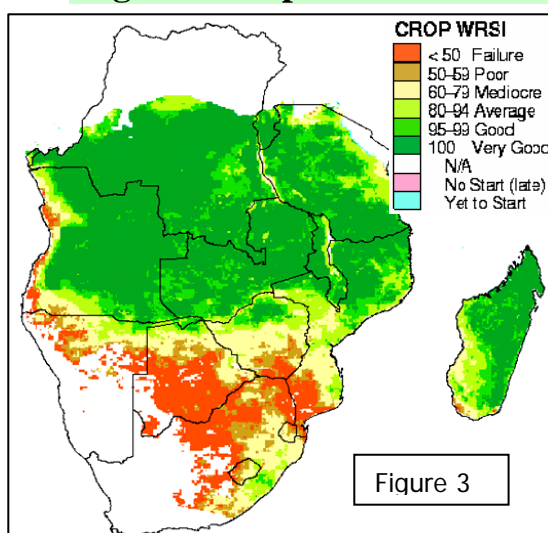 CROP WRSI
< 50 Failure
50-59 Poor
60-79 Mediocre
80-94 Average
95-99 Good
100 Very Good
N/A
No Start (late)
Yet to Start
Figure 3